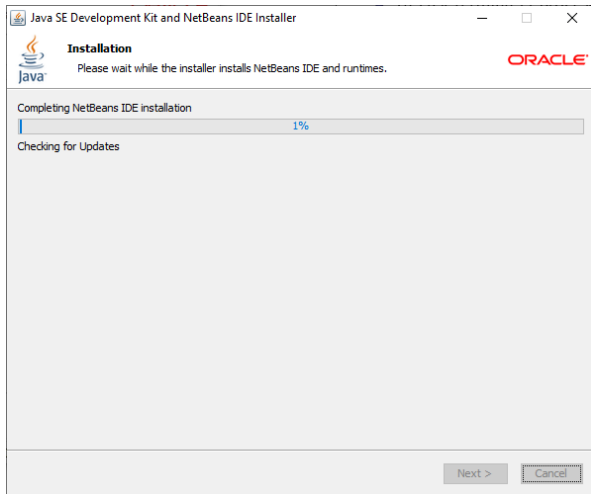 Java SE Development Kit and NetBeans IDE Installer
Installation
Please wait while the installer installs NetBeans IDE and runtimes.
Java
ORACLE
Completing NetBeans IDE installation
1%
Checking for Updates
Next >
Cancel